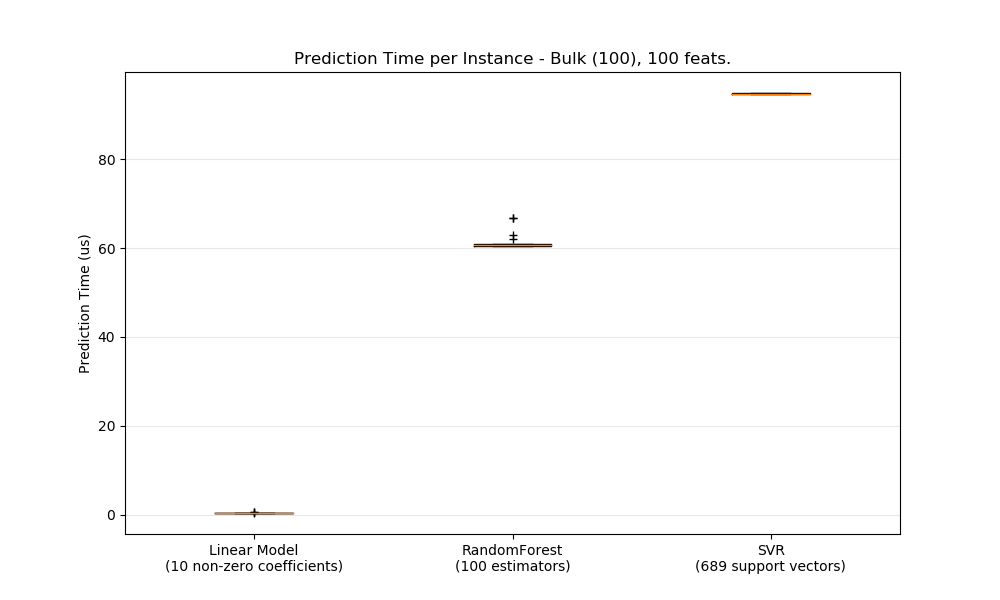 Prediction Time per Instance - Bulk (100), 100 feats.
Prediction Time (us)
80
60
40
20
0
Linear Model
(10 non-zero coefficients)
RandomForest
(100 estimators)
SVR
(689 support vectors)